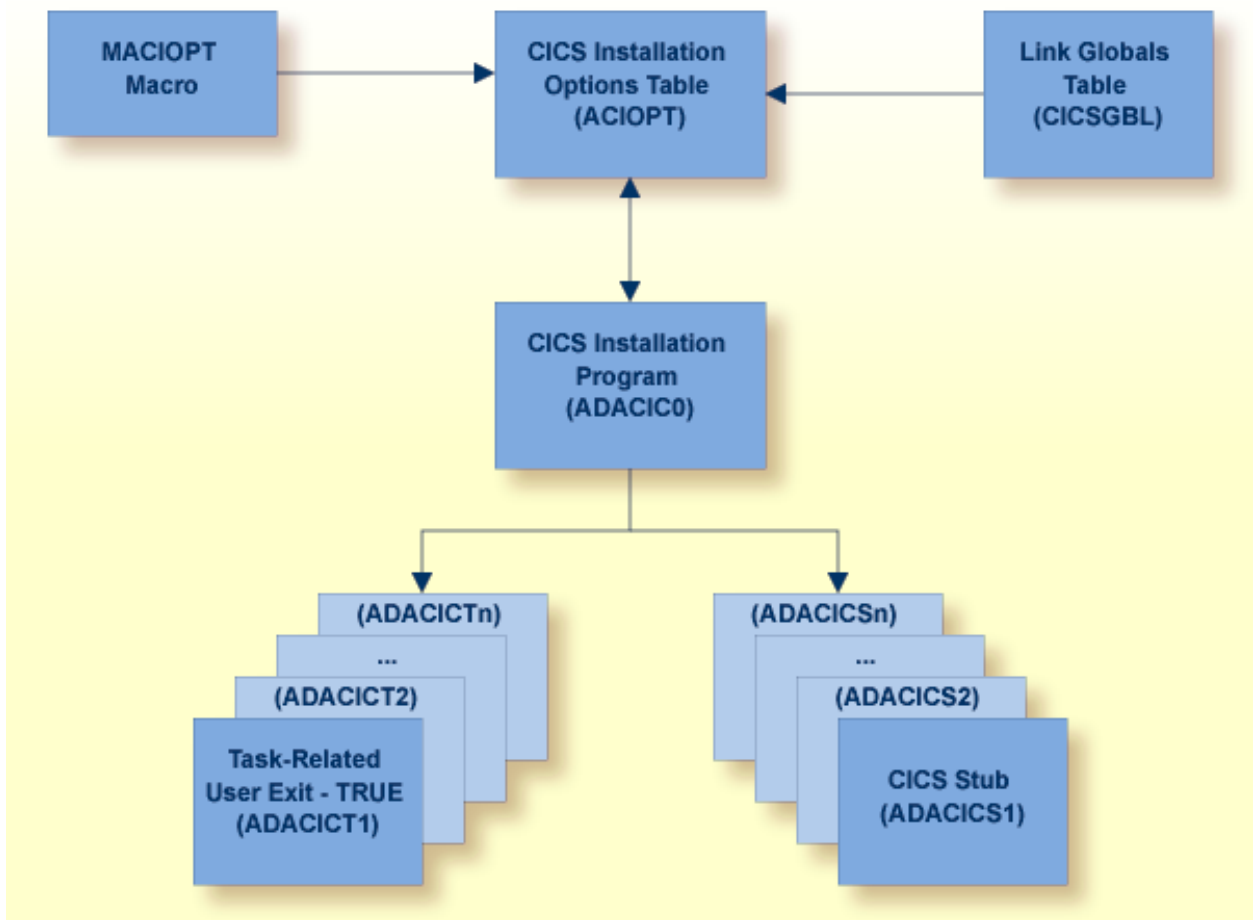 MACIOPT
Macro
CICS Installation
Options Table
(ACIOPT)
Link Globals
Table
(CICSGBL)
CICS Installation
Program
(ADACIC0)
(ADACICTn)
...
(ADACICT2)
Task-Related
User Exit - TRUE
(ADACICT1)
(ADACICSn)
...
(ADACICS2)
CICS Stub
(ADACICS1)